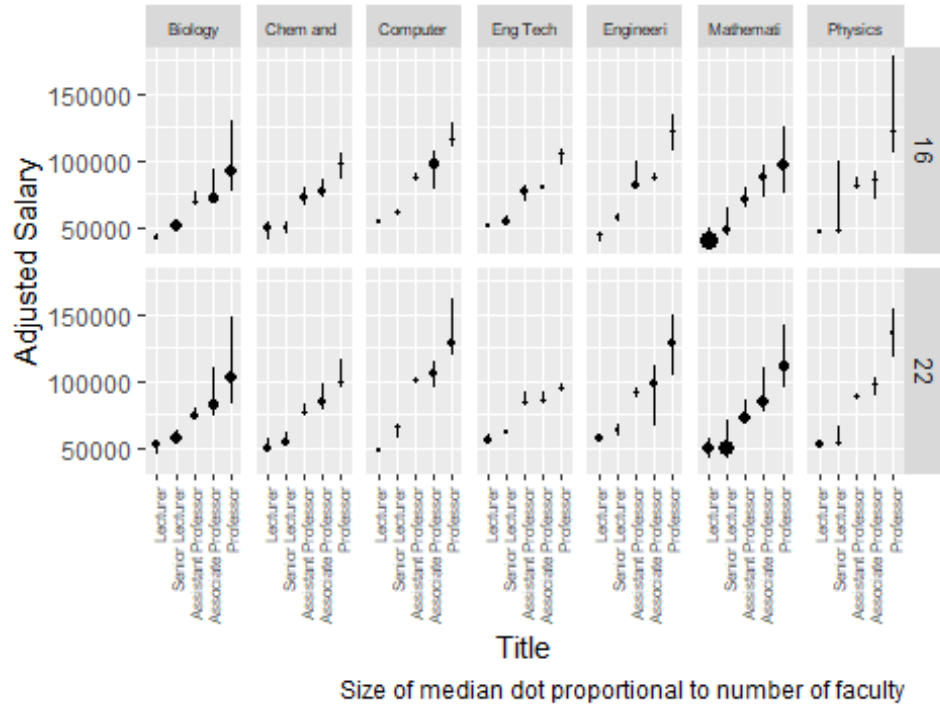 Biology Chem and Computer Eng Tech Engineeri Mathemati Physics
150000
100000
50000
16
150000
100000
50000
22
Adjusted Salary
Lecturer Senior Lecturer Assistant Professor Associate Professor Professor
Lecturer Senior Lecturer Assistant Professor Associate Professor Professor
Lecturer Senior Lecturer Assistant Professor Associate Professor Professor
Lecturer Senior Lecturer Assistant Professor Associate Professor Professor
Lecturer Senior Lecturer Assistant Professor Associate Professor Professor
Lecturer Senior Lecturer Assistant Professor Associate Professor Professor
Lecturer Senior Lecturer Assistant Professor Associate Professor Professor
Title
Size of median dot proportional to number of faculty